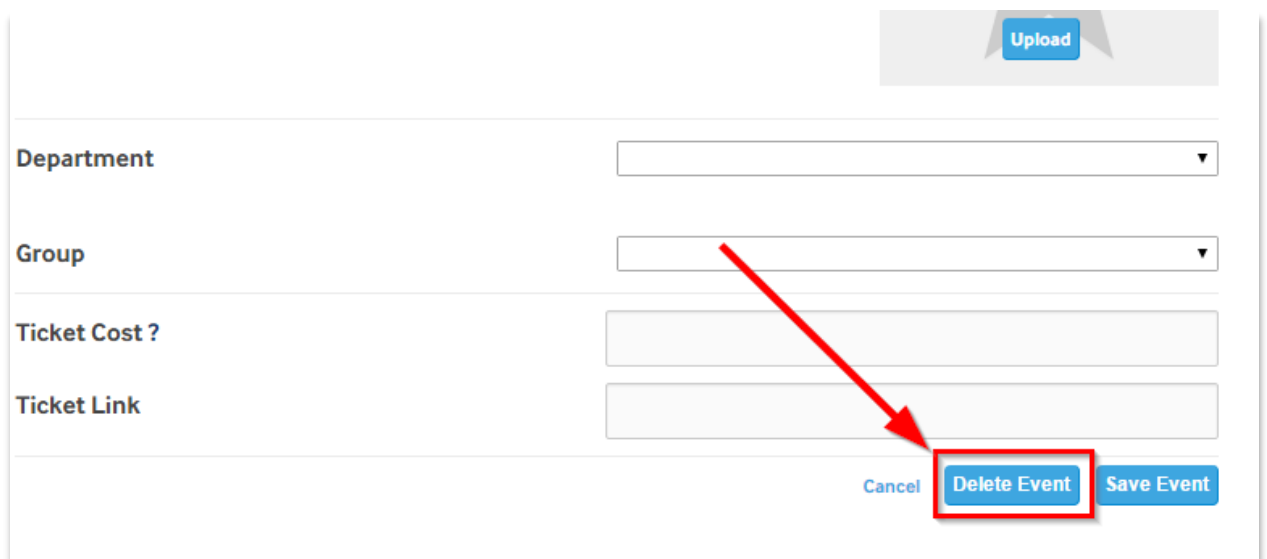 Upload
Department
Group
Ticket Cost ?
Ticket Link
Cancel Delete Event Save Event